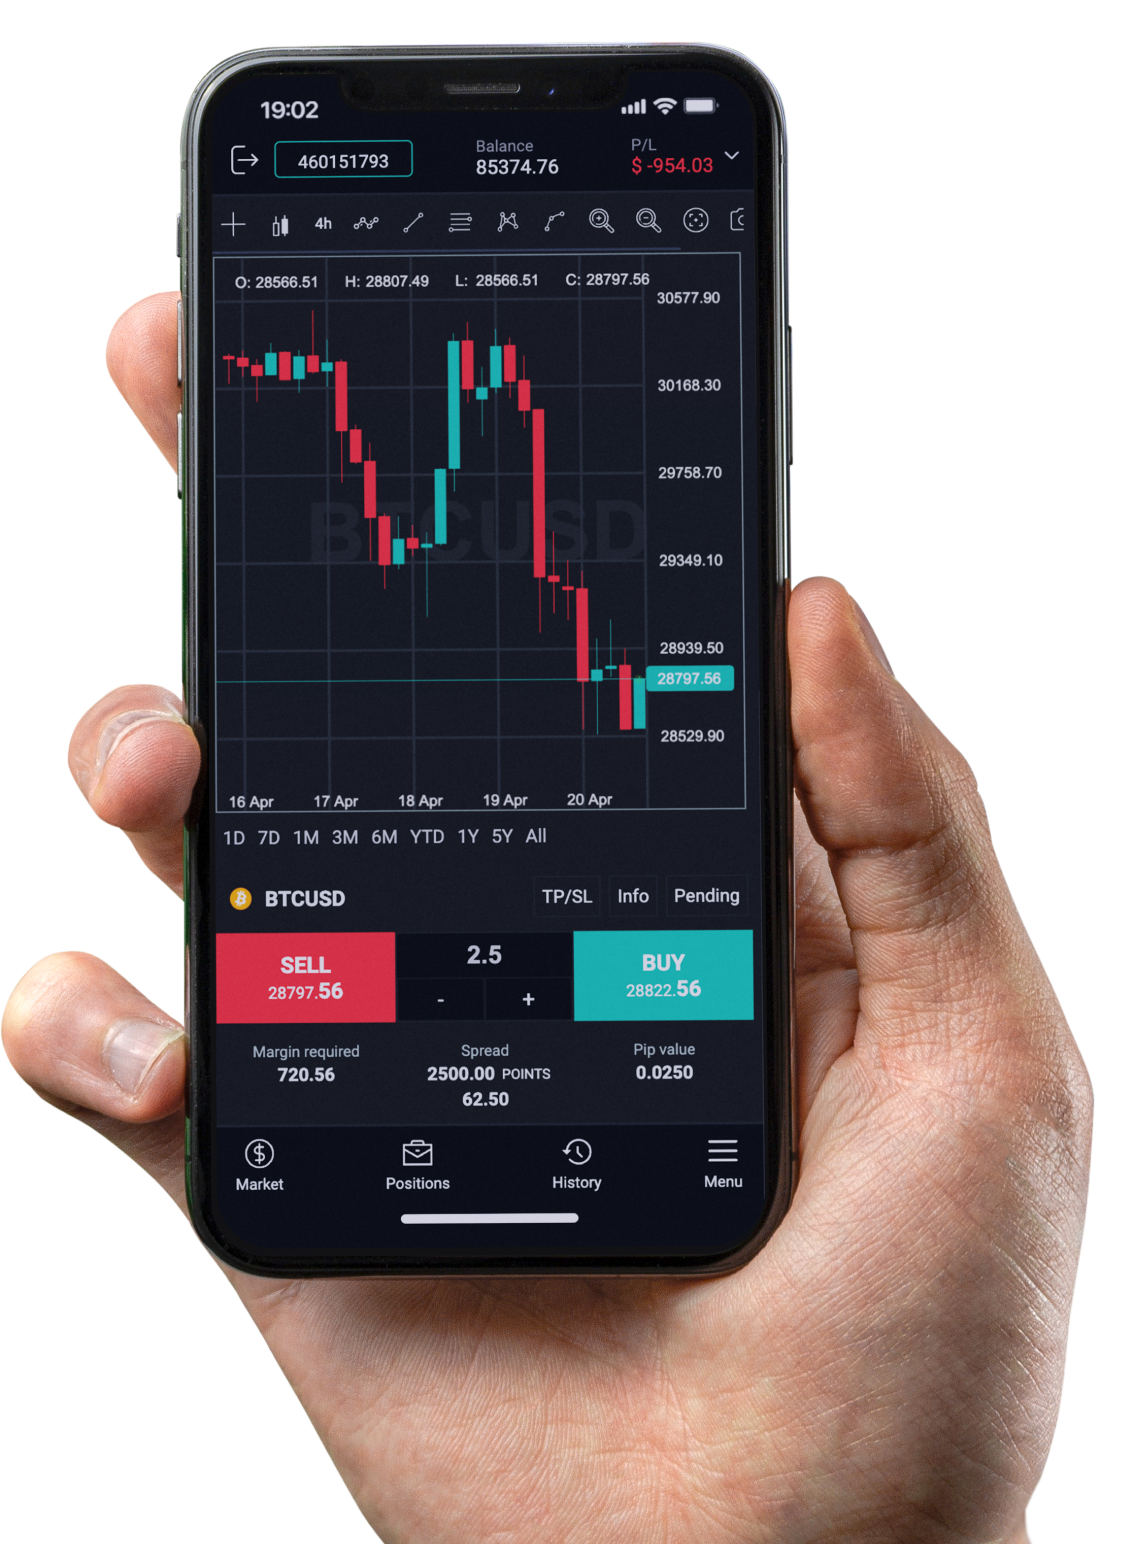 19:02
460151793
Balance
85374.76
P/L
$ -954.03
4h
O: 28566.51 H: 28807.49 L: 28566.51 C: 28797.56
30577.90
30168.30
29758.70
BTCUSD
29349.10
28939.50
28797.56
28529.90
16 Apr 17 Apr 18 Apr 19 Apr 20 Apr
1D 7D 1M 3M 6M YTD 1Y 5Y All
BTCUSD
TP/SL Info Pending
SELL
28797.56
2.5
- +
BUY
28822.56
Margin required
720.56
Spread
2500.00 POINTS
62.50
Pip value
0.0250
Market Positions History Menu